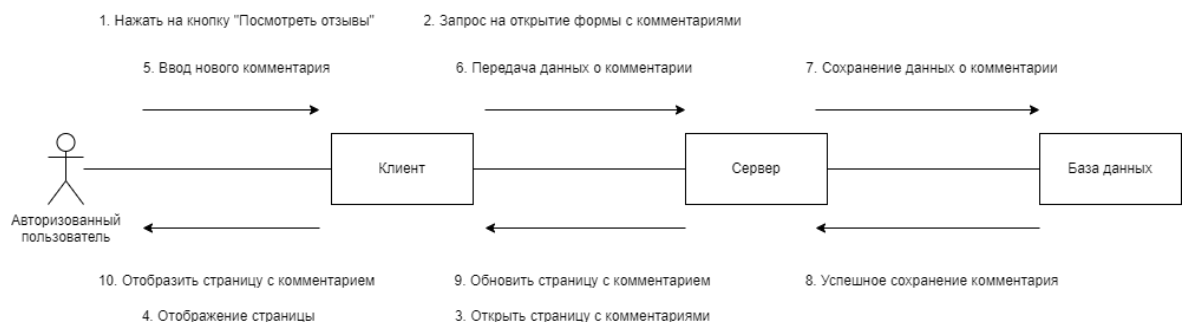 1. Нажать на кнопку "Посмотреть отзывы"
2. Запрос на открытие формы с комментариями
5. Ввод нового комментария
6. Передача данных о комментарии
7. Сохранение данных о комментарии
Клиент
Сервер
База данных
Авторизованный
пользователь
10. Отобразить страницу с комментарием
9. Обновить страницу с комментарием
8. Успешное сохранение комментария
4. Отображение страницы
3. Открыть страницу с комментариями